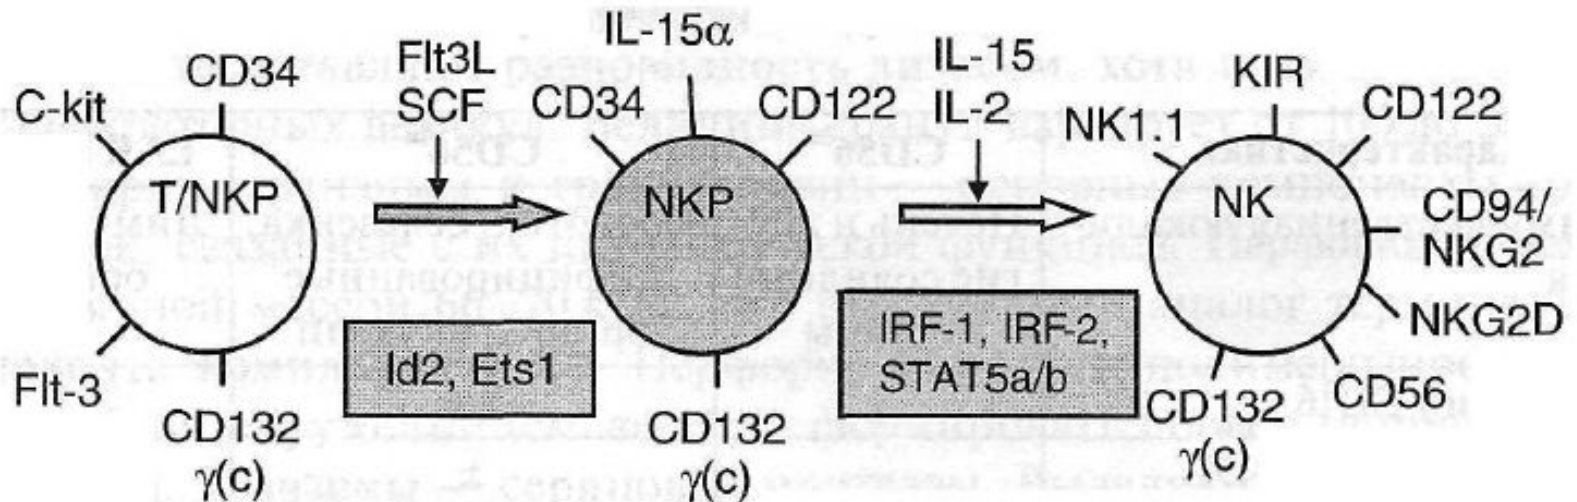 C-kit
CD34
T/NKP
Flt-3
CD132
γ(c)
Flt3L
SCF
Id2, Ets1
IL-15α
CD34
CD122
NKP
CD132
γ(c)
IL-15
IL-2
IRF-1, IRF-2,
STAT5a/b
NK1.1
KIR
CD122
NK
CD94/
NKG2
NKG2D
CD56
CD132
γ(c)